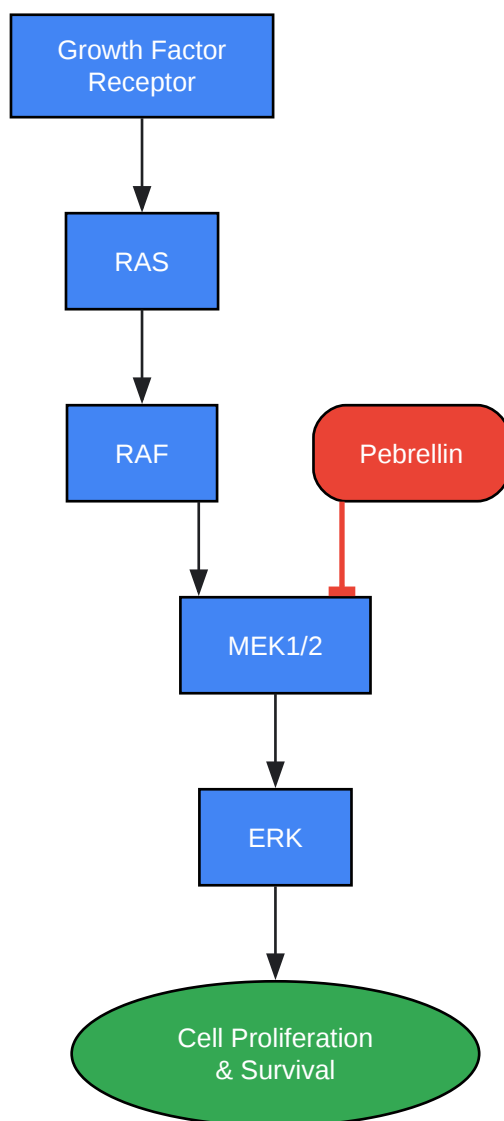 Growth Factor
Receptor
RAS
RAF
Pebrellin
MEK1/2
ERK
Cell Proliferation
& Survival